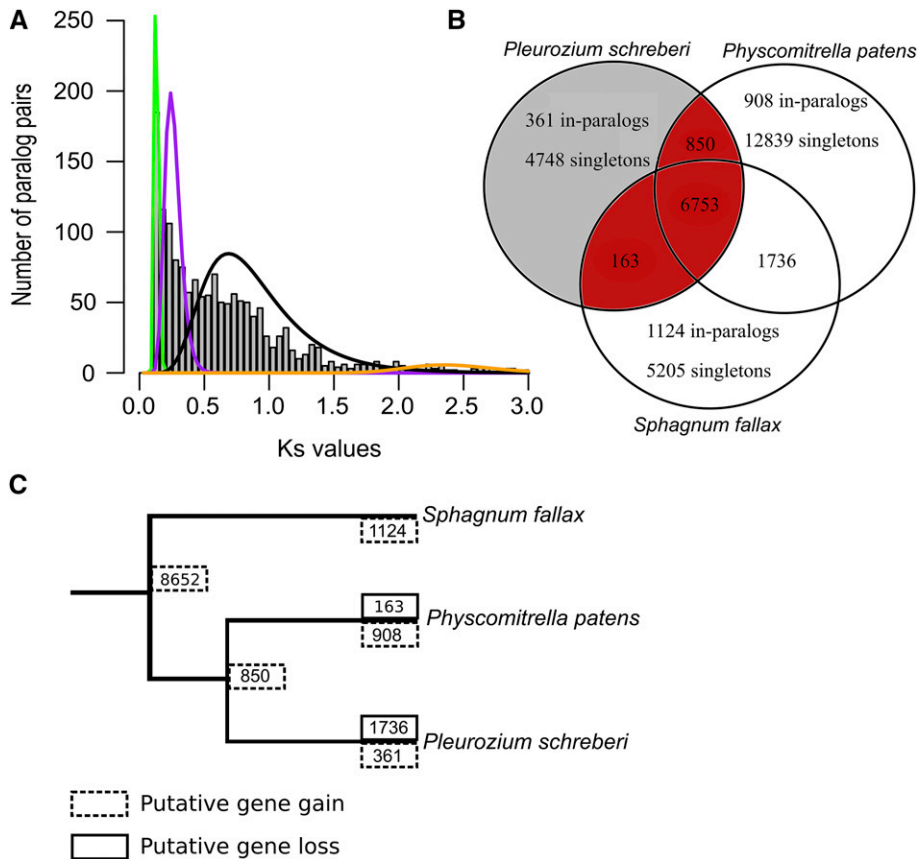 A
Number of paralog pairs
250
200
150
100
50
0
0.0 0.5 1.0 1.5 2.0 2.5 3.0
Ks values
B
Pleurozium schreberi
Physcomitrella patens
361 in-paralogs
4748 singletons
908 in-paralogs
12839 singletons
850
6753
163
1736
1124 in-paralogs
5205 singletons
Sphagnum fallax
C
Sphagnum fallax
1124
8652
163
Physcomitrella patens
908
850
1736
Pleurozium schreberi
361
Putative gene gain
Putative gene loss